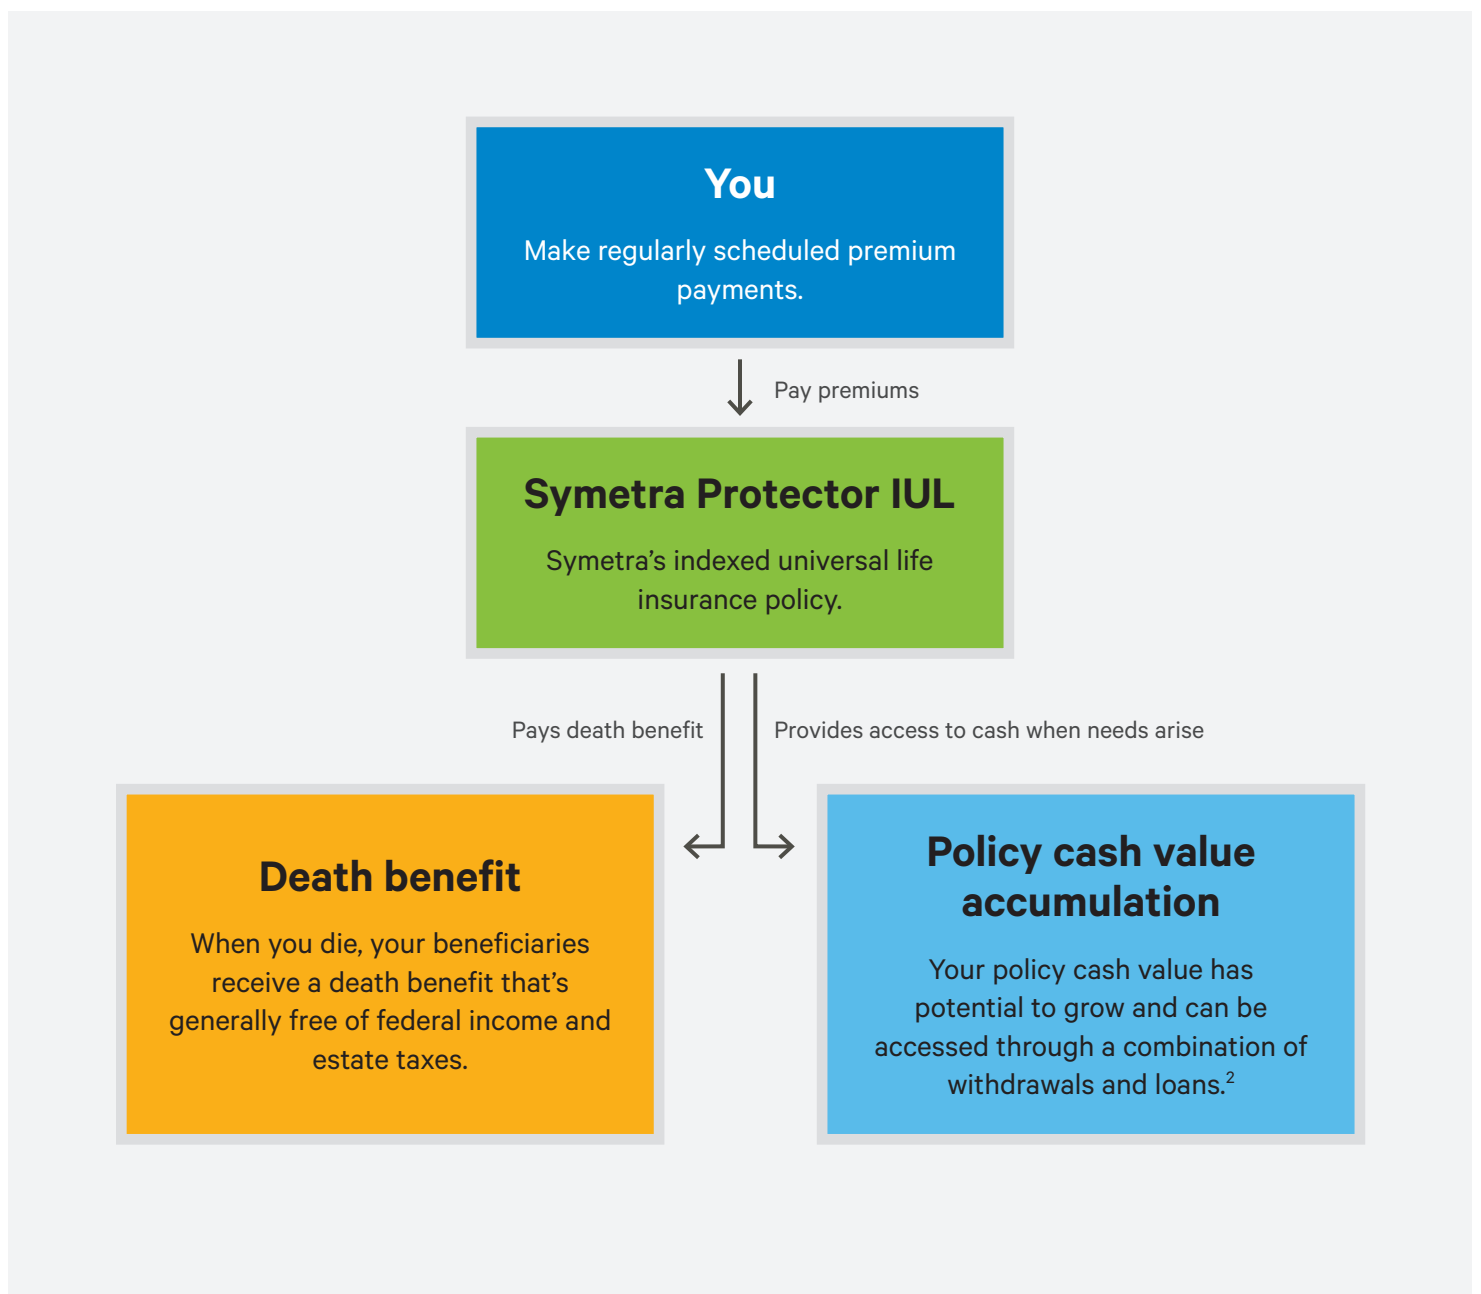 You
Make regularly scheduled premium
payments.
Pay premiums
Symetra Protector IUL
Symetra’s indexed universal life
insurance policy.
Pays death benefit
Provides access to cash when needs arise
Death benefit
When you die, your beneficiaries
receive a death benefit that’s
generally free of federal income and
estate taxes.
Policy cash value
accumulation
Your policy cash value has
potential to grow and can be
accessed through a combination of
withdrawals and loans.²